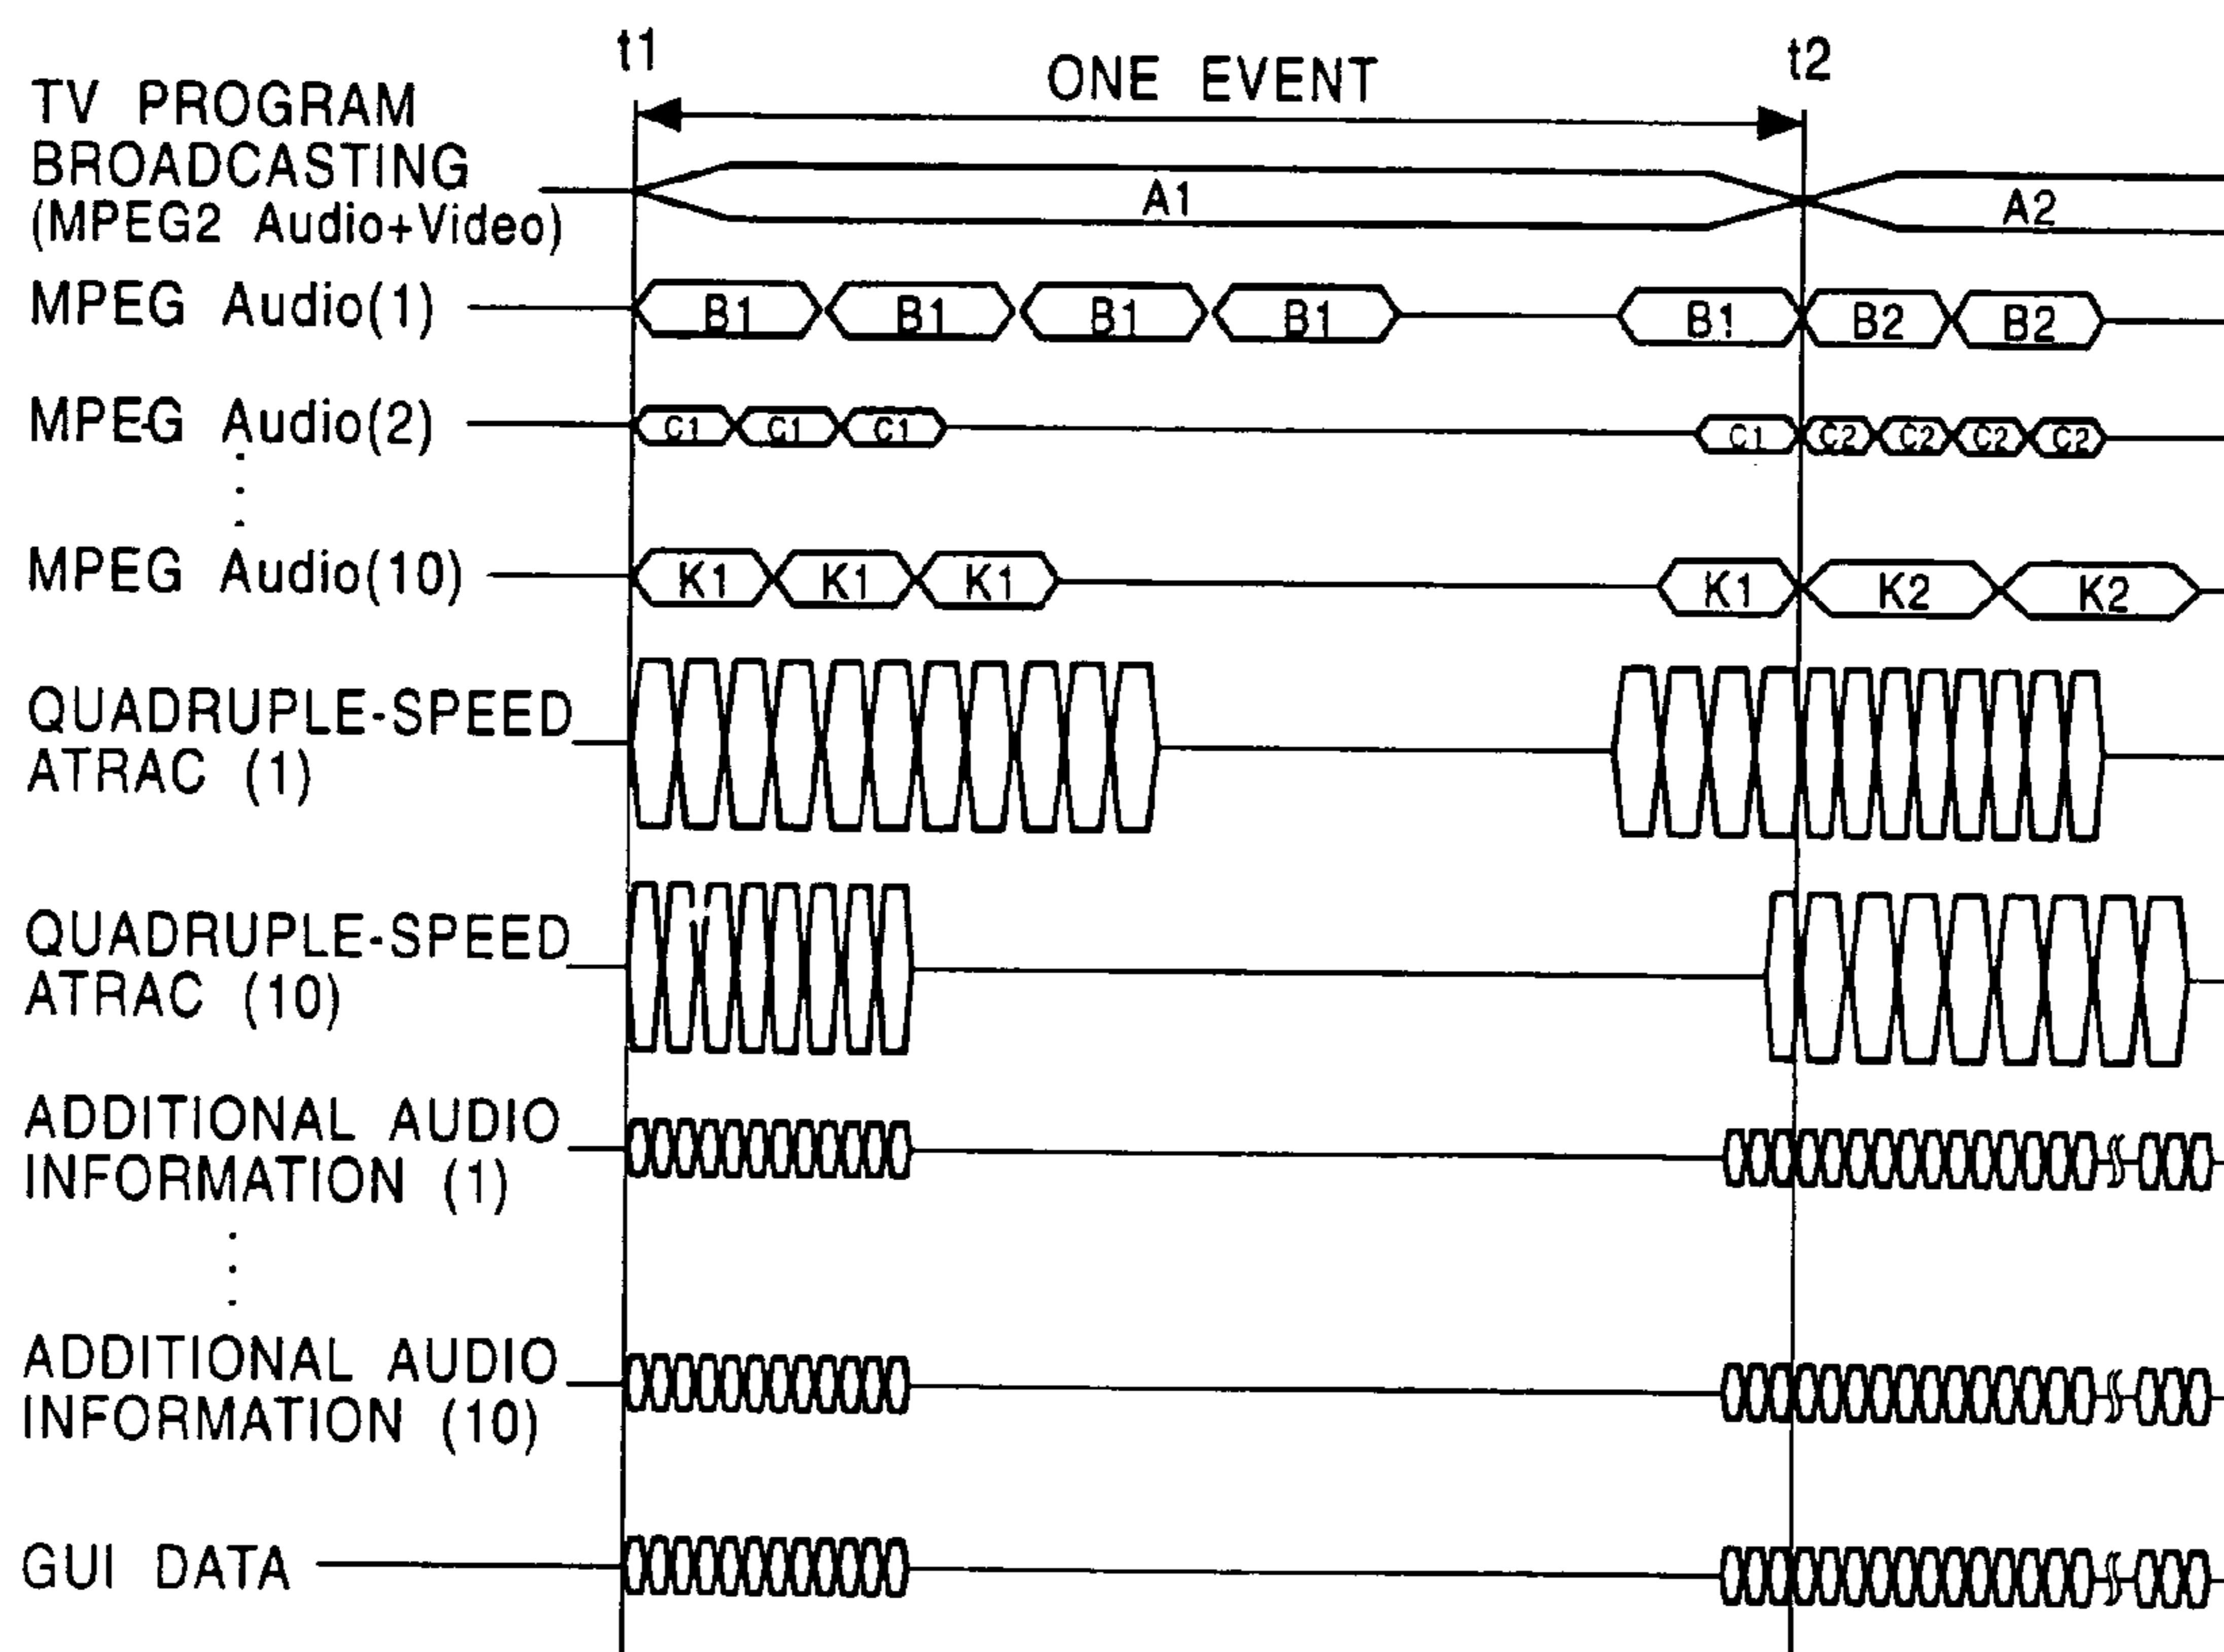 t1
ONE EVENT
t2
TV PROGRAM
BROADCASTING
(MPEG2 Audio+Video)
A1
A2
MPEG Audio(1)
B1 B1 B1 B1 B1 B2 B2
MPEG Audio(2)
C1 C1 C1 C1 C2 C2 C2 C2
MPEG Audio(10)
K1 K1 K1 K1 K2 K2
QUADRUPLE-SPEED
ATRAC (1)
QUADRUPLE-SPEED
ATRAC (10)
ADDITIONAL AUDIO
INFORMATION (1)
ADDITIONAL AUDIO
INFORMATION (10)
GUI DATA